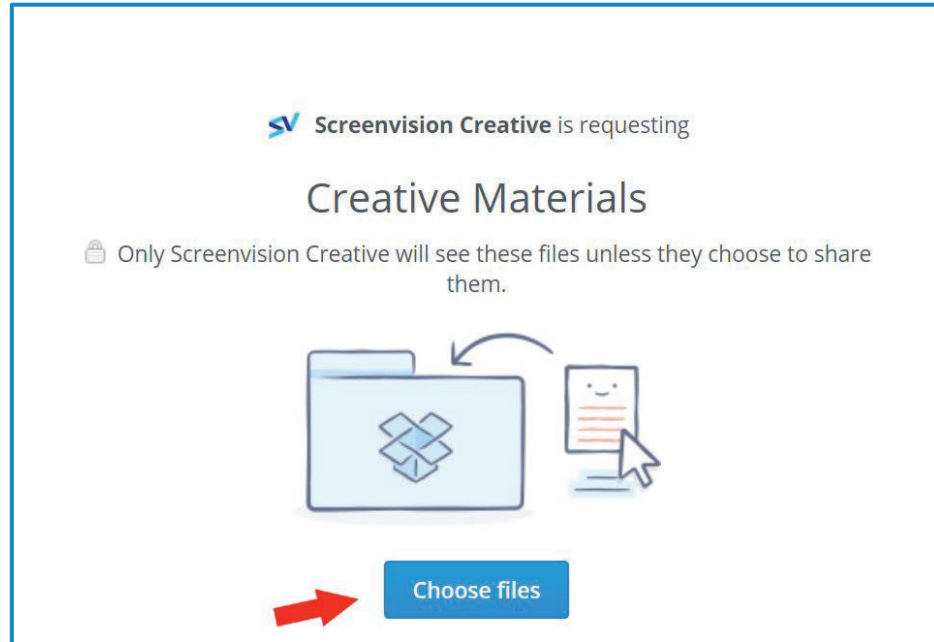 SV Screenvision Creative is requesting
Creative Materials
Only Screenvision Creative will see these files unless they choose to share
them.
Choose files